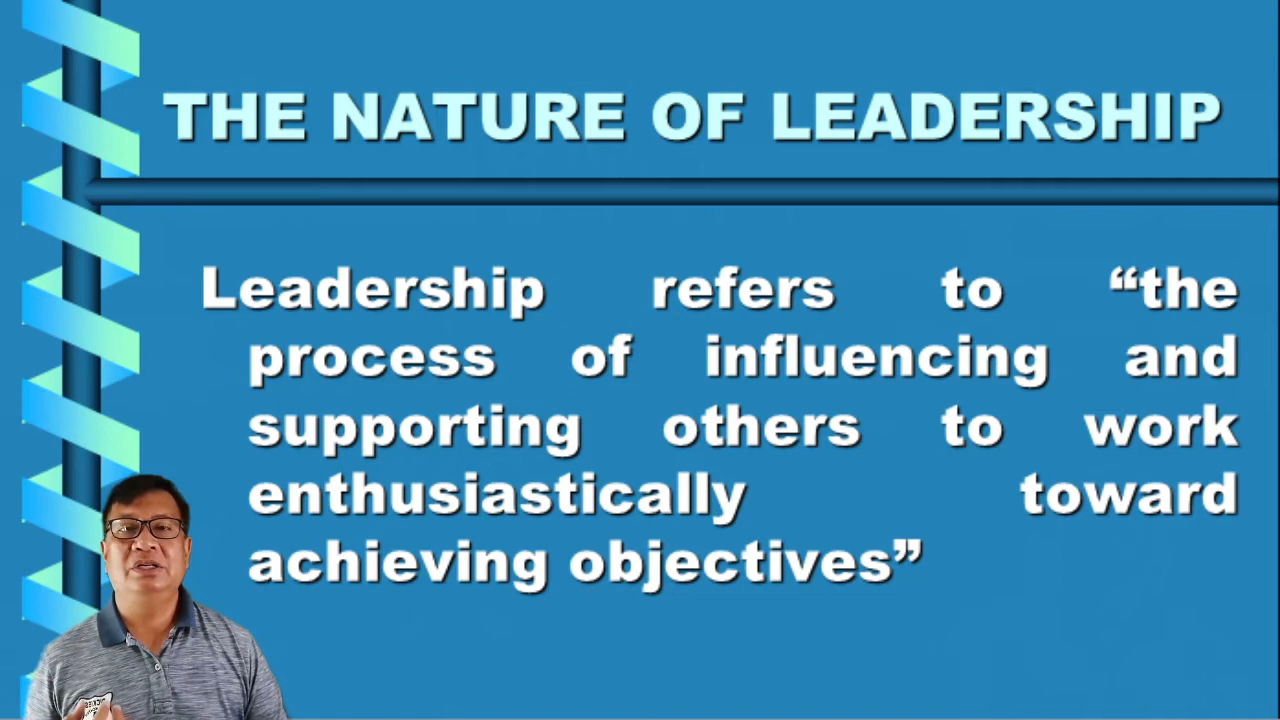 THE NATURE OF LEADERSHIP
Leadership refers to “the
process of influencing and
supporting others to work
enthusiastically toward
achieving objectives”